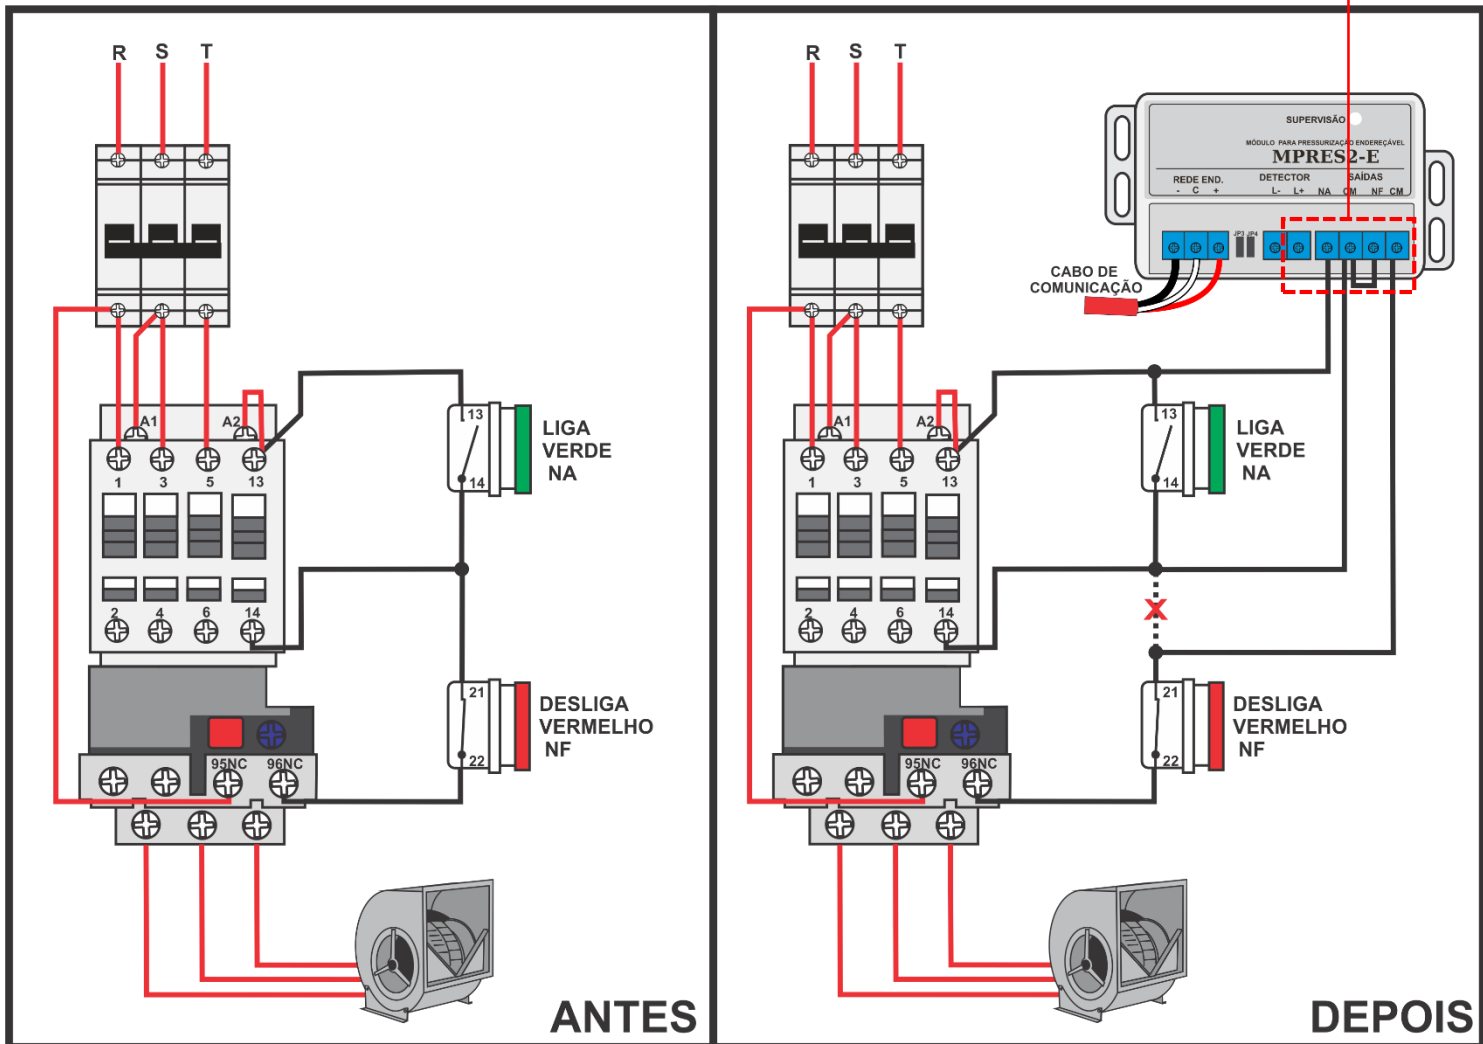 R S T
A1 A2
1 3 5 13
2 4 6 14
95NC 96NC
13
14
LIGA
VERDE
NA
21
22
DESLIGA
VERMELHO
NF
ANTES
R S T
SUPERVISÃO
MÓDULO PARA PRESSURIZAÇÃO ENDEREÇÁVEL
MPRES2-E
REDE END. DETECTOR SAÍDAS
- C + L- L+ NA CM NF CM
JP3 JP4
CABO DE
COMUNICAÇÃO
A1 A2
1 3 5 13
2 4 6 14
95NC 96NC
13
14
LIGA
VERDE
NA
X
21
22
DESLIGA
VERMELHO
NF
DEPOIS